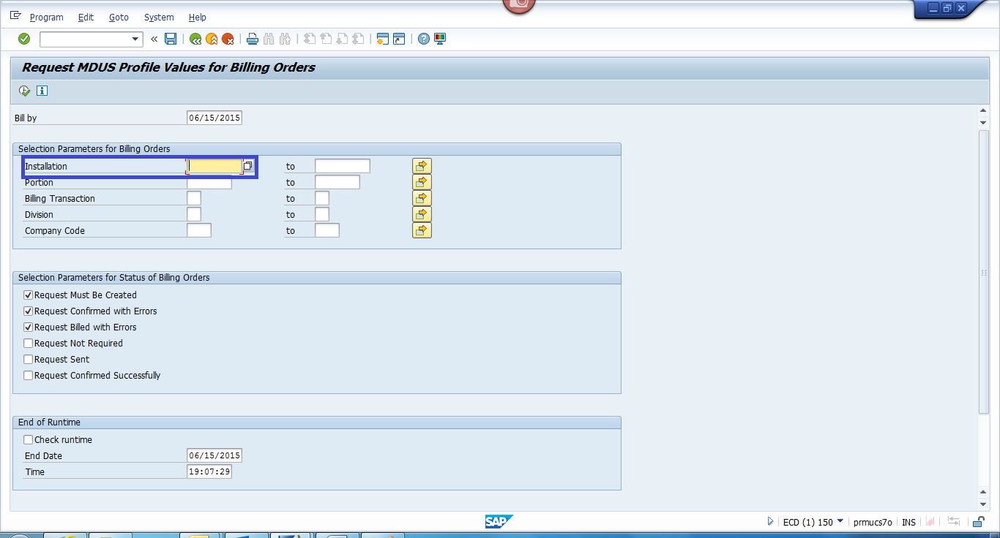 Program Edit Goto System Help
Request MDUS Profile Values for Billing Orders
Bill by 06/15/2015
Selection Parameters for Billing Orders
Installation to
Portion to
Billing Transaction to
Division to
Company Code to
Selection Parameters for Status of Billing Orders
Request Must Be Created
Request Confirmed with Errors
Request Billed with Errors
Request Not Required
Request Sent
Request Confirmed Successfully
End of Runtime
Check runtime
End Date 06/15/2015
Time 19:07:29
SAP ECD (1) 150 prmucs7o INS